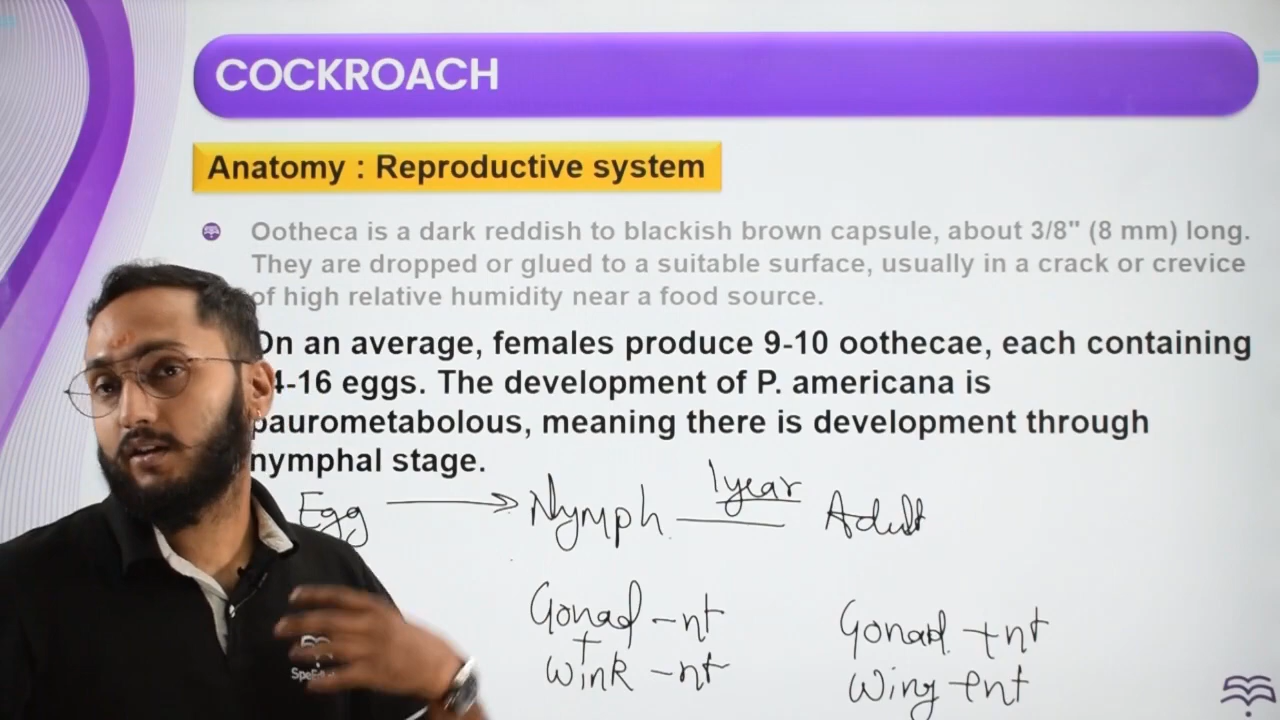 COCKROACH
Anatomy : Reproductive system
Ootheca is a dark reddish to blackish brown capsule, about 3/8" (8 mm) long.
They are dropped or glued to a suitable surface, usually in a crack or crevice
of high relative humidity near a food source.
On an average, females produce 9-10 oothecae, each containing
4-16 eggs. The development of P. americana is
paurometabolous, meaning there is development through
nymphal stage.
1year
Egg → Nymph — Adult
Gonad -nt
+
Wink -nt
Gonad +nt
Wing +nt